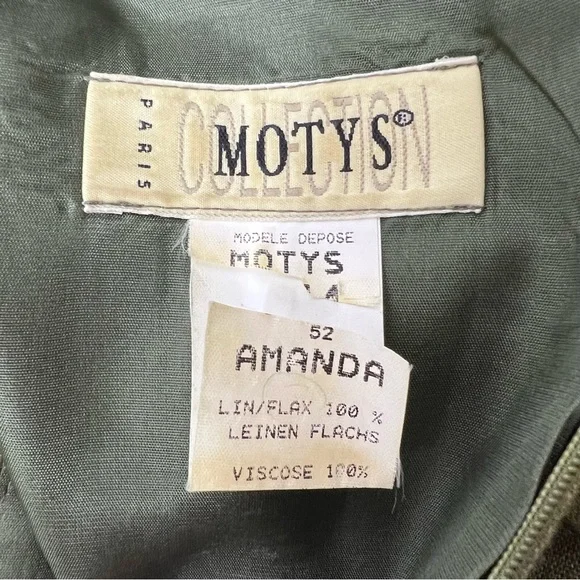 PARIS
COLLECTION
MOTYS®
MODELE DEPOSE
MOTYS
52
AMANDA
LIN/FLAX 100 %
LEINEN FLACHS
VISCOSE 100%